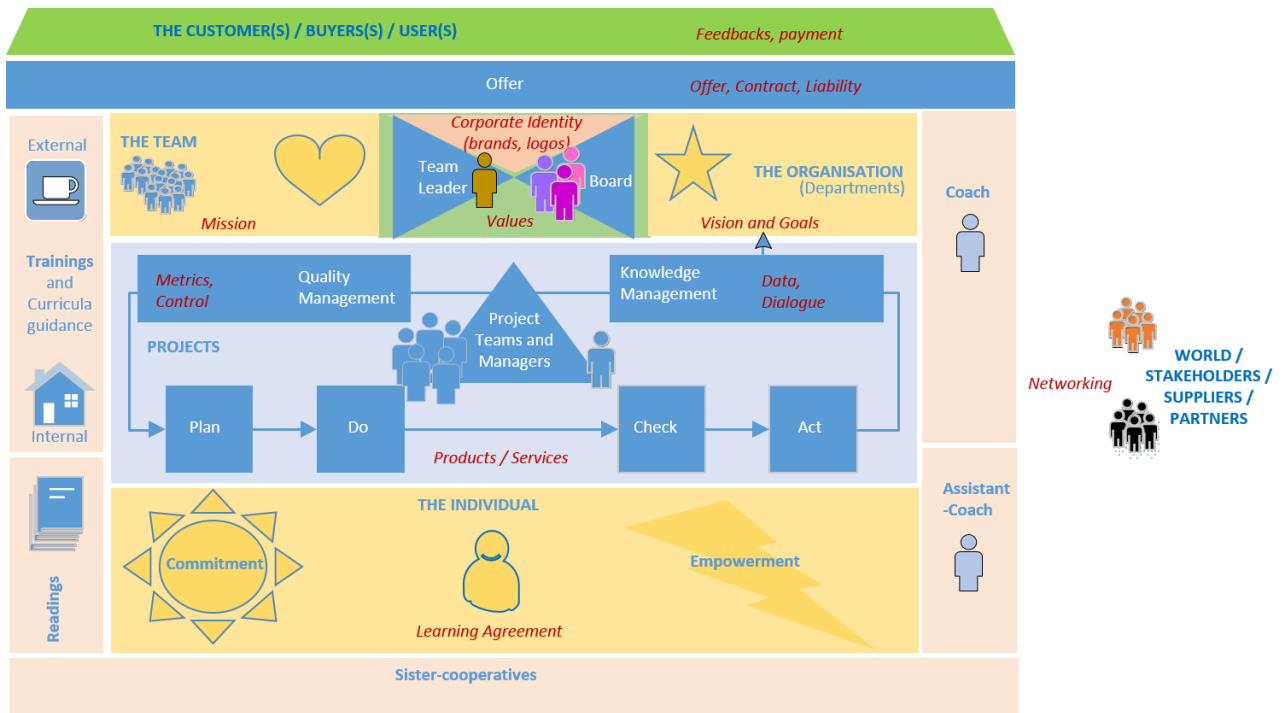 THE CUSTOMER(S) / BUYERS(S) / USER(S)
Feedbacks, payment
Offer
Offer, Contract, Liability
External
Trainings
and
Curricula
guidance
Internal
Readings
THE TEAM
Mission
Corporate Identity
(brands, logos)
Team
Leader
Board
Values
THE ORGANISATION
(Departments)
Vision and Goals
Coach
Metrics,
Control
Quality
Management
Knowledge
Management
Data,
Dialogue
Project
Teams and
Managers
PROJECTS
Plan
Do
Check
Act
Products / Services
Networking
WORLD /
STAKEHOLDERS /
SUPPLIERS /
PARTNERS
THE INDIVIDUAL
Commitment
Empowerment
Learning Agreement
Assistant
-Coach
Sister-cooperatives